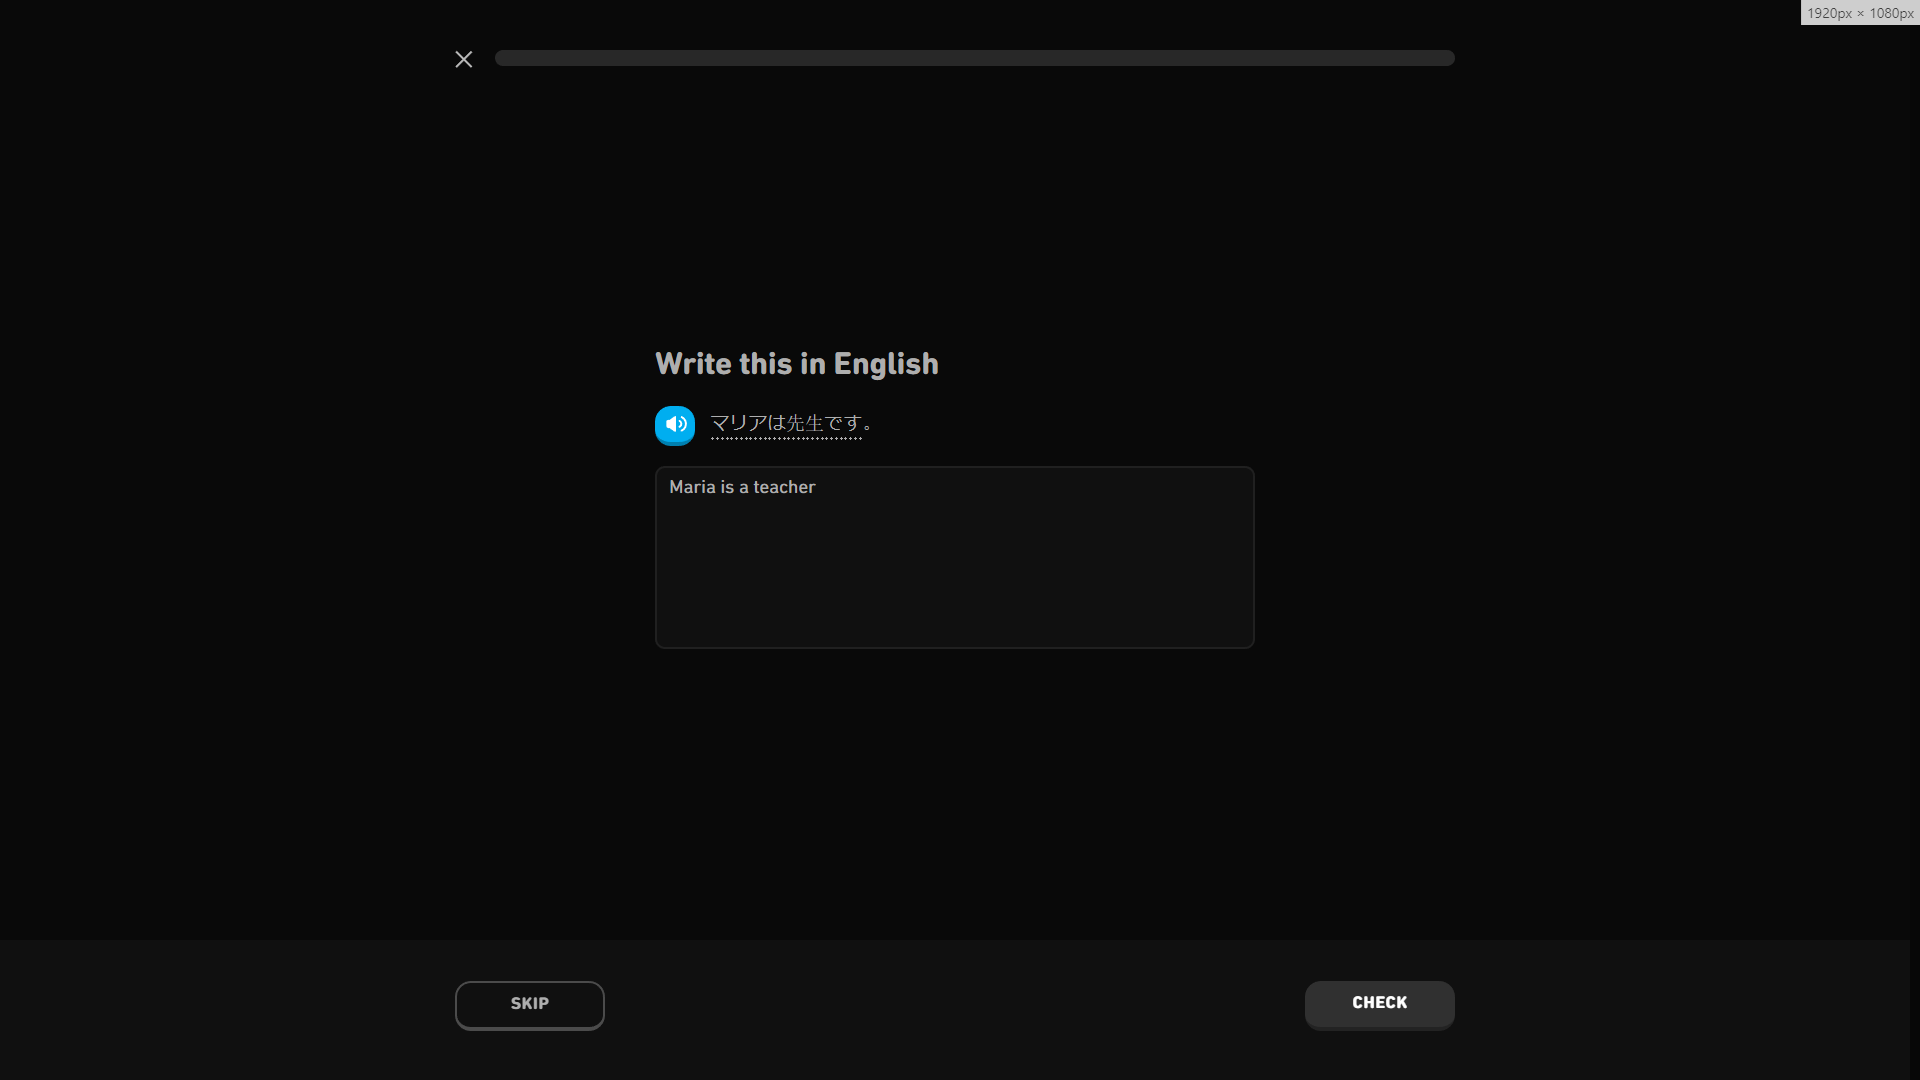 1920px × 1080px
Write this in English
マリアは先生です。
Maria is a teacher
SKIP
CHECK